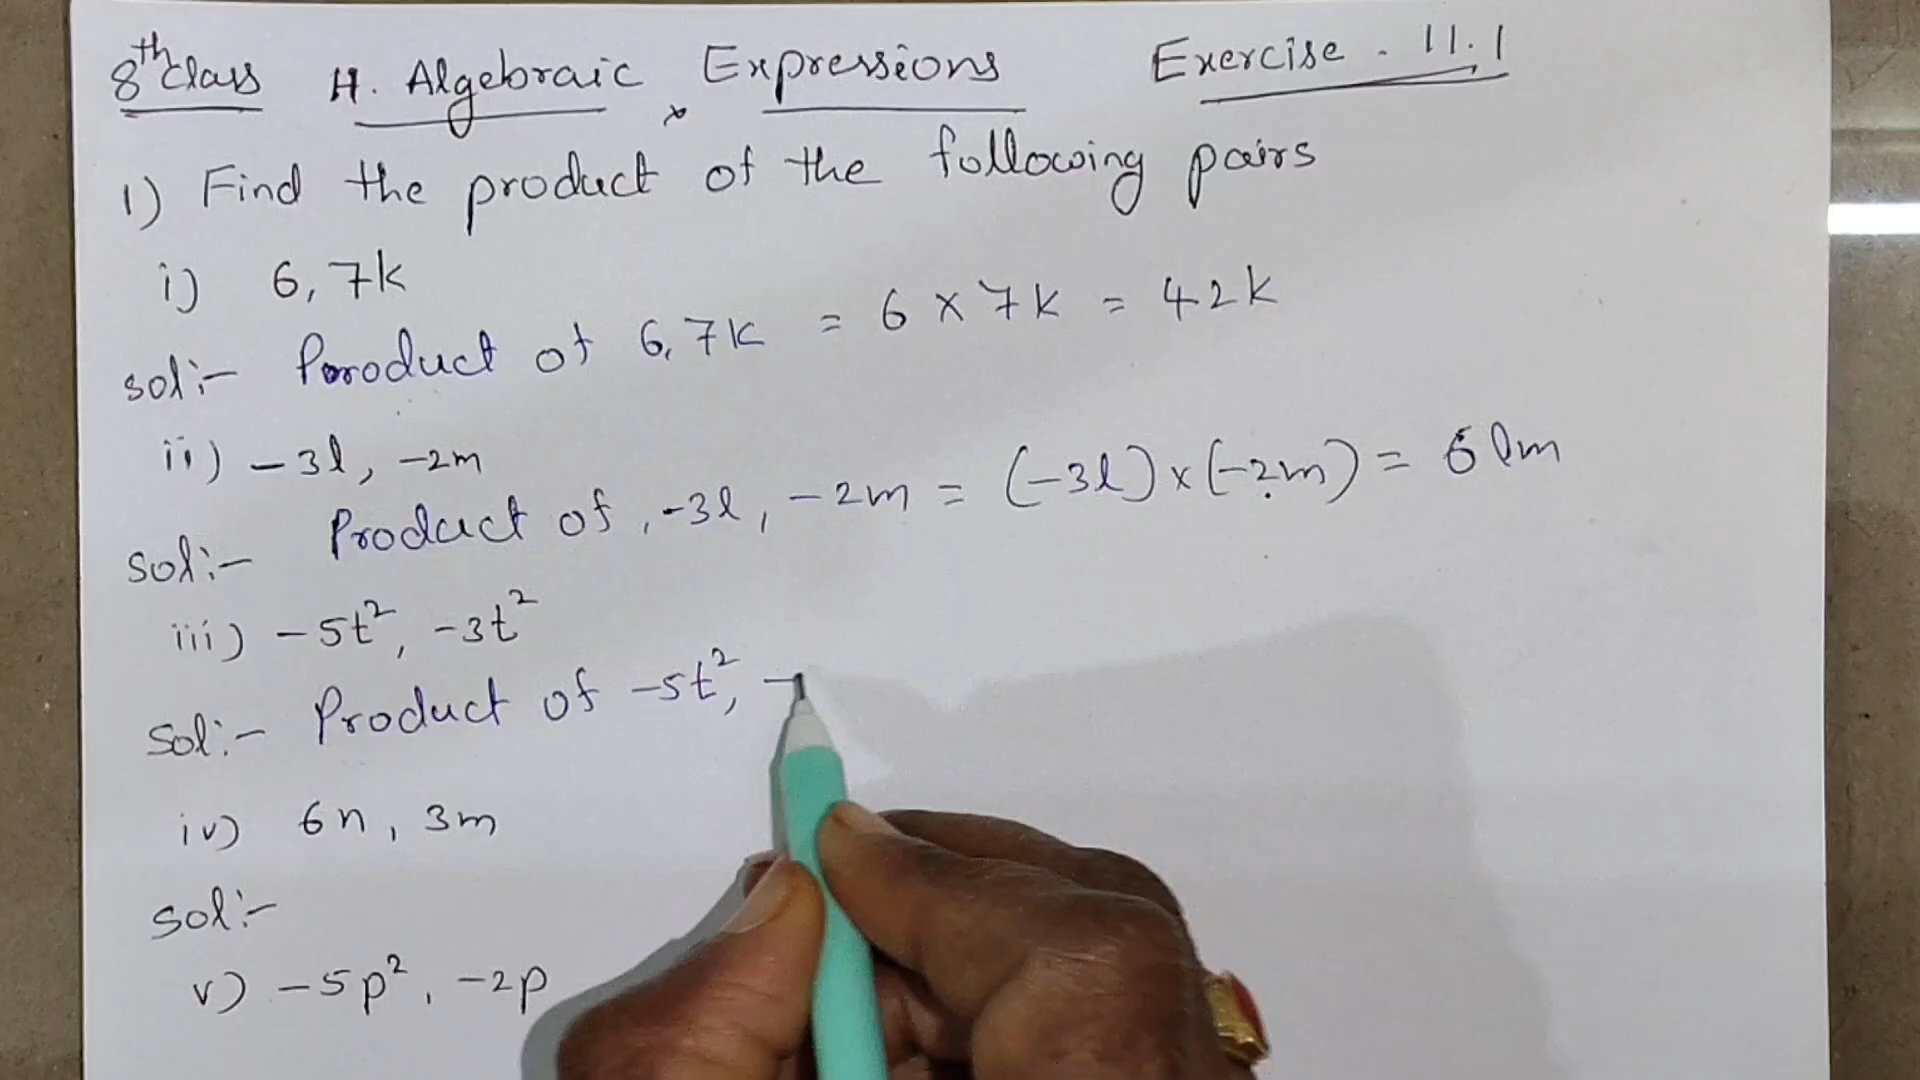 8th class 11. Algebraic Expressions Exercise - 11.1
1) Find the product of the following pairs
i) 6, 7k
sol:- Product of 6, 7k = 6 × 7k = 42k
ii) -3l, -2m
sol:- Product of, -3l, -2m = (-3l) × (-2m) = 6lm
iii) -5t², -3t²
sol:- Product of -5t², -
iv) 6n, 3m
sol:-
v) -5p², -2p